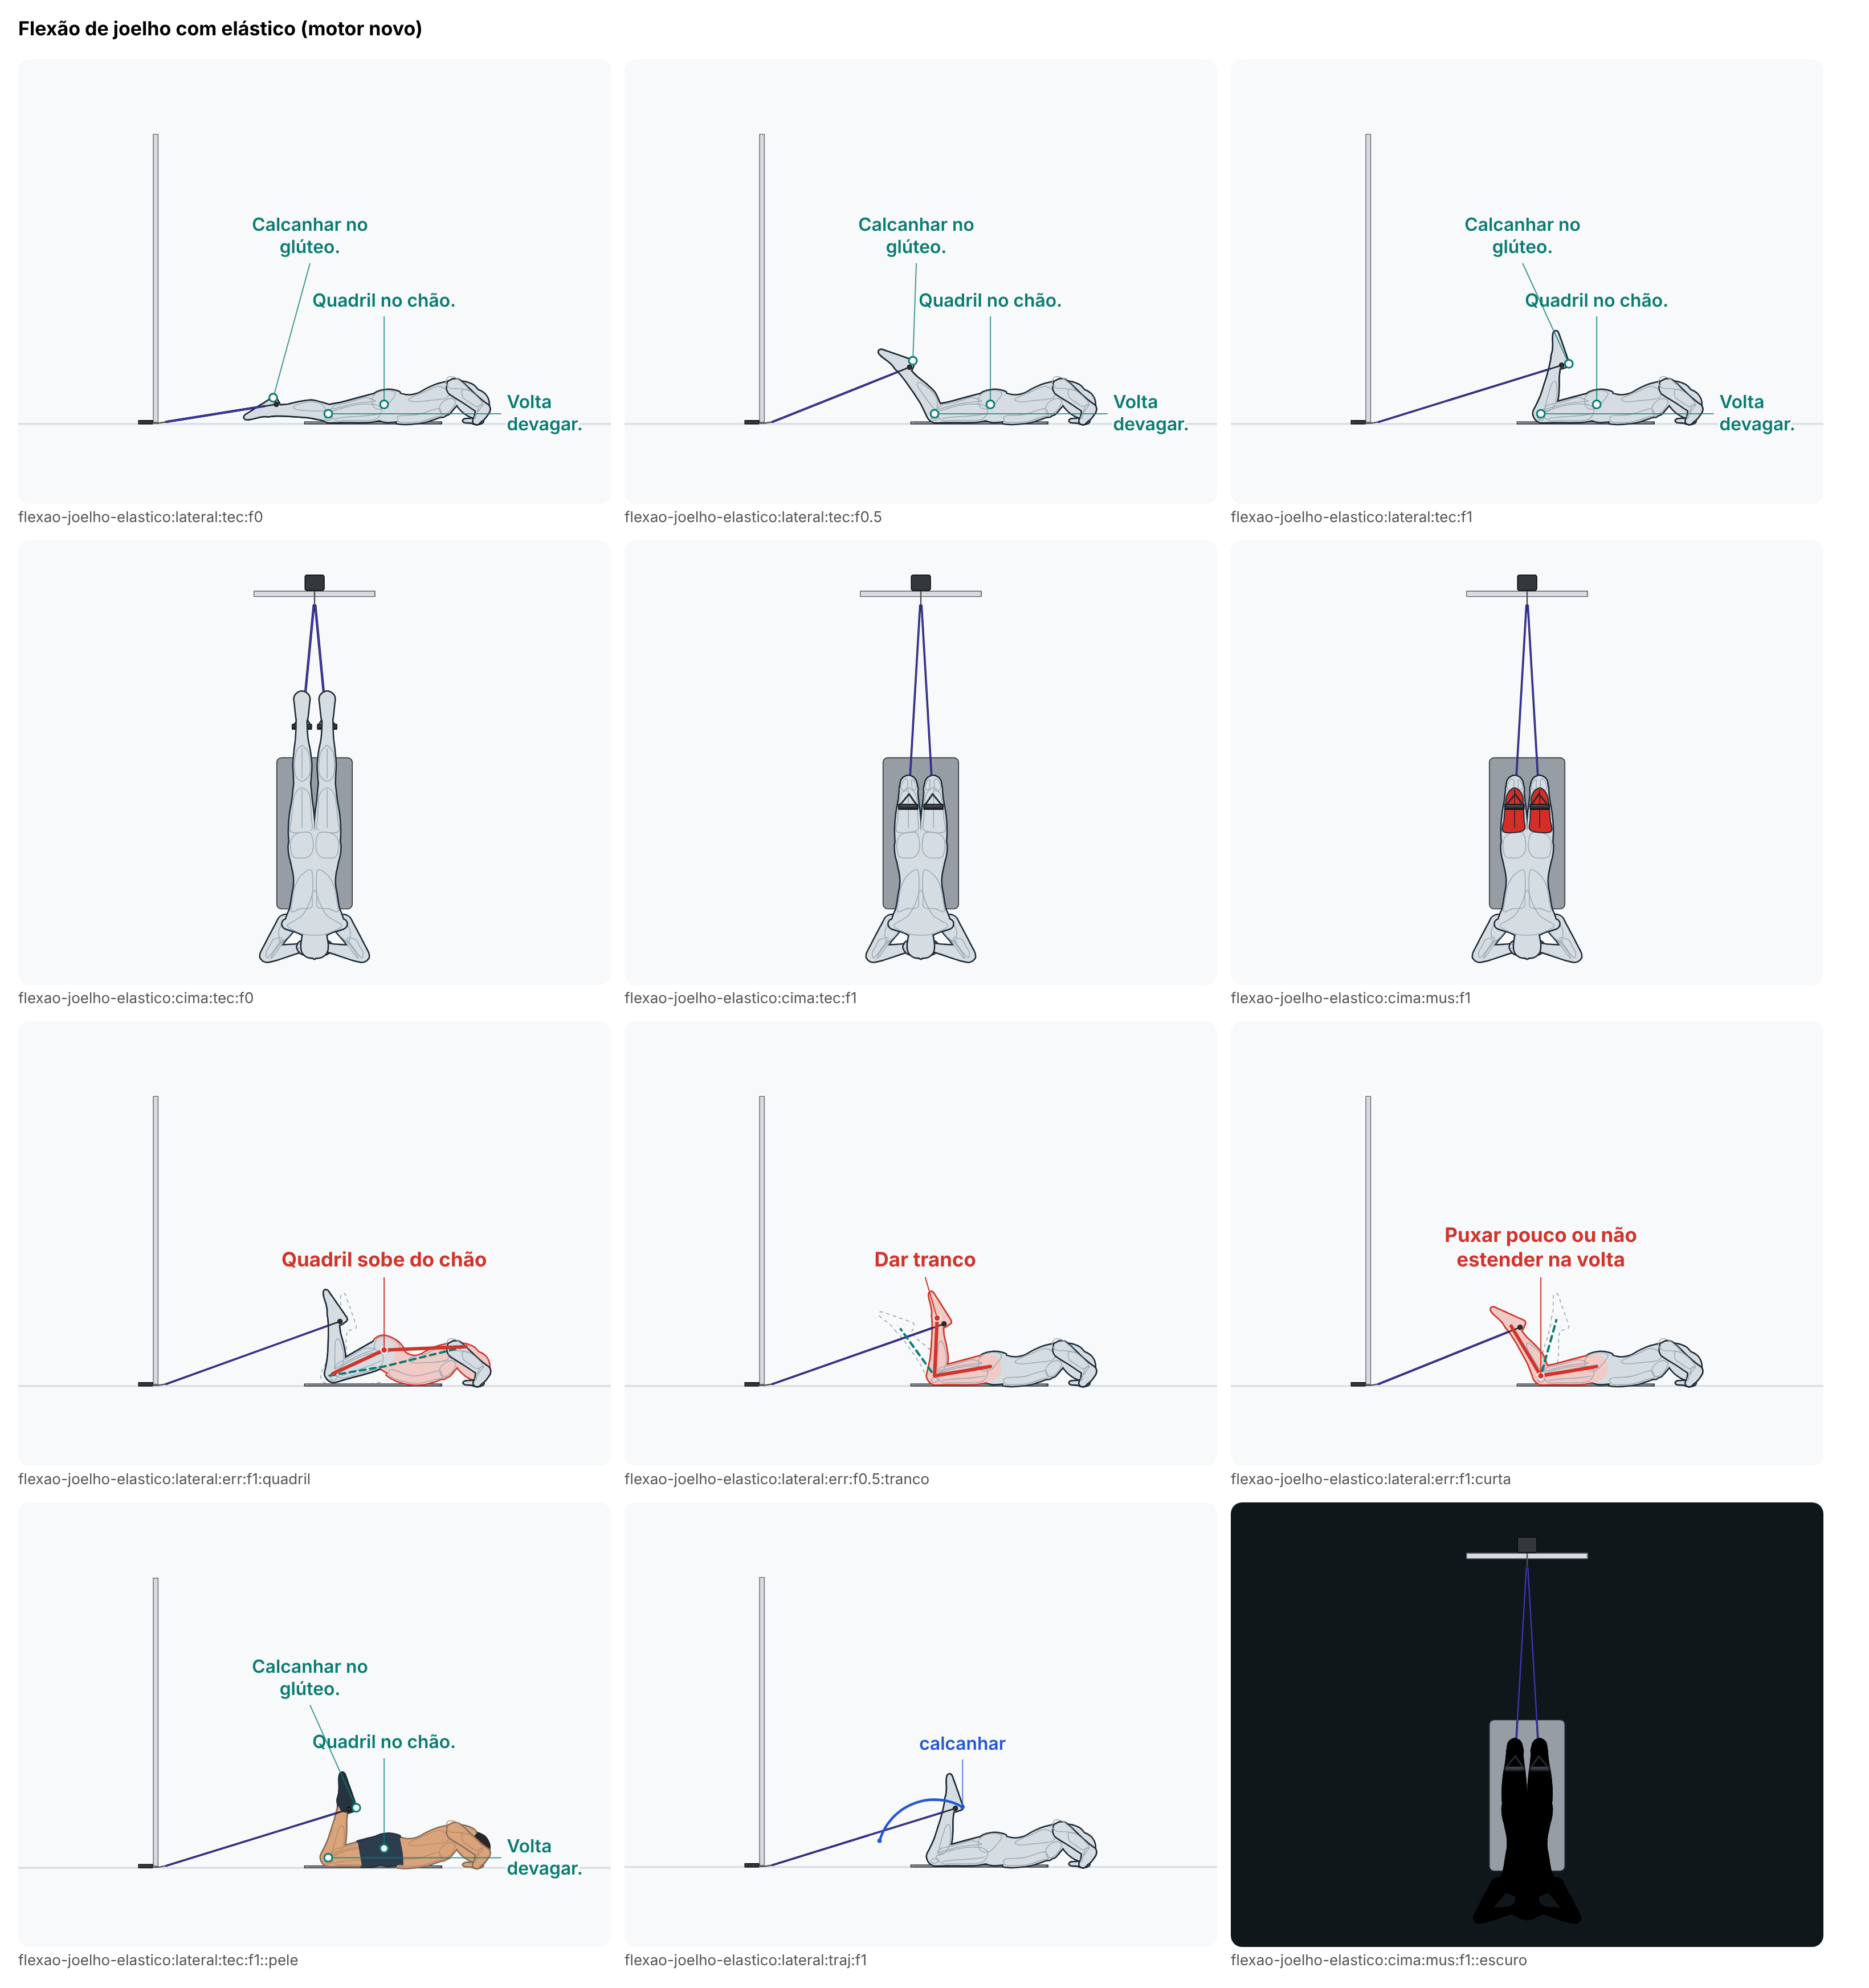 Flexão de joelho com elástico (motor novo)
Calcanhar no
glúteo.
Quadril no chão.
Volta
devagar.
flexao-joelho-elastico:lateral:tec:f0
Calcanhar no
glúteo.
Quadril no chão.
Volta
devagar.
flexao-joelho-elastico:lateral:tec:f0.5
Calcanhar no
glúteo.
Quadril no chão.
Volta
devagar.
flexao-joelho-elastico:lateral:tec:f1
flexao-joelho-elastico:cima:tec:f0
flexao-joelho-elastico:cima:tec:f1
flexao-joelho-elastico:cima:mus:f1
Quadril sobe do chão
flexao-joelho-elastico:lateral:err:f1:quadril
Dar tranco
flexao-joelho-elastico:lateral:err:f0.5:tranco
Puxar pouco ou não
estender na volta
flexao-joelho-elastico:lateral:err:f1:curta
Calcanhar no
glúteo.
Quadril no chão.
Volta
devagar.
flexao-joelho-elastico:lateral:tec:f1::pele
calcanhar
flexao-joelho-elastico:lateral:traj:f1
flexao-joelho-elastico:cima:mus:f1::escuro